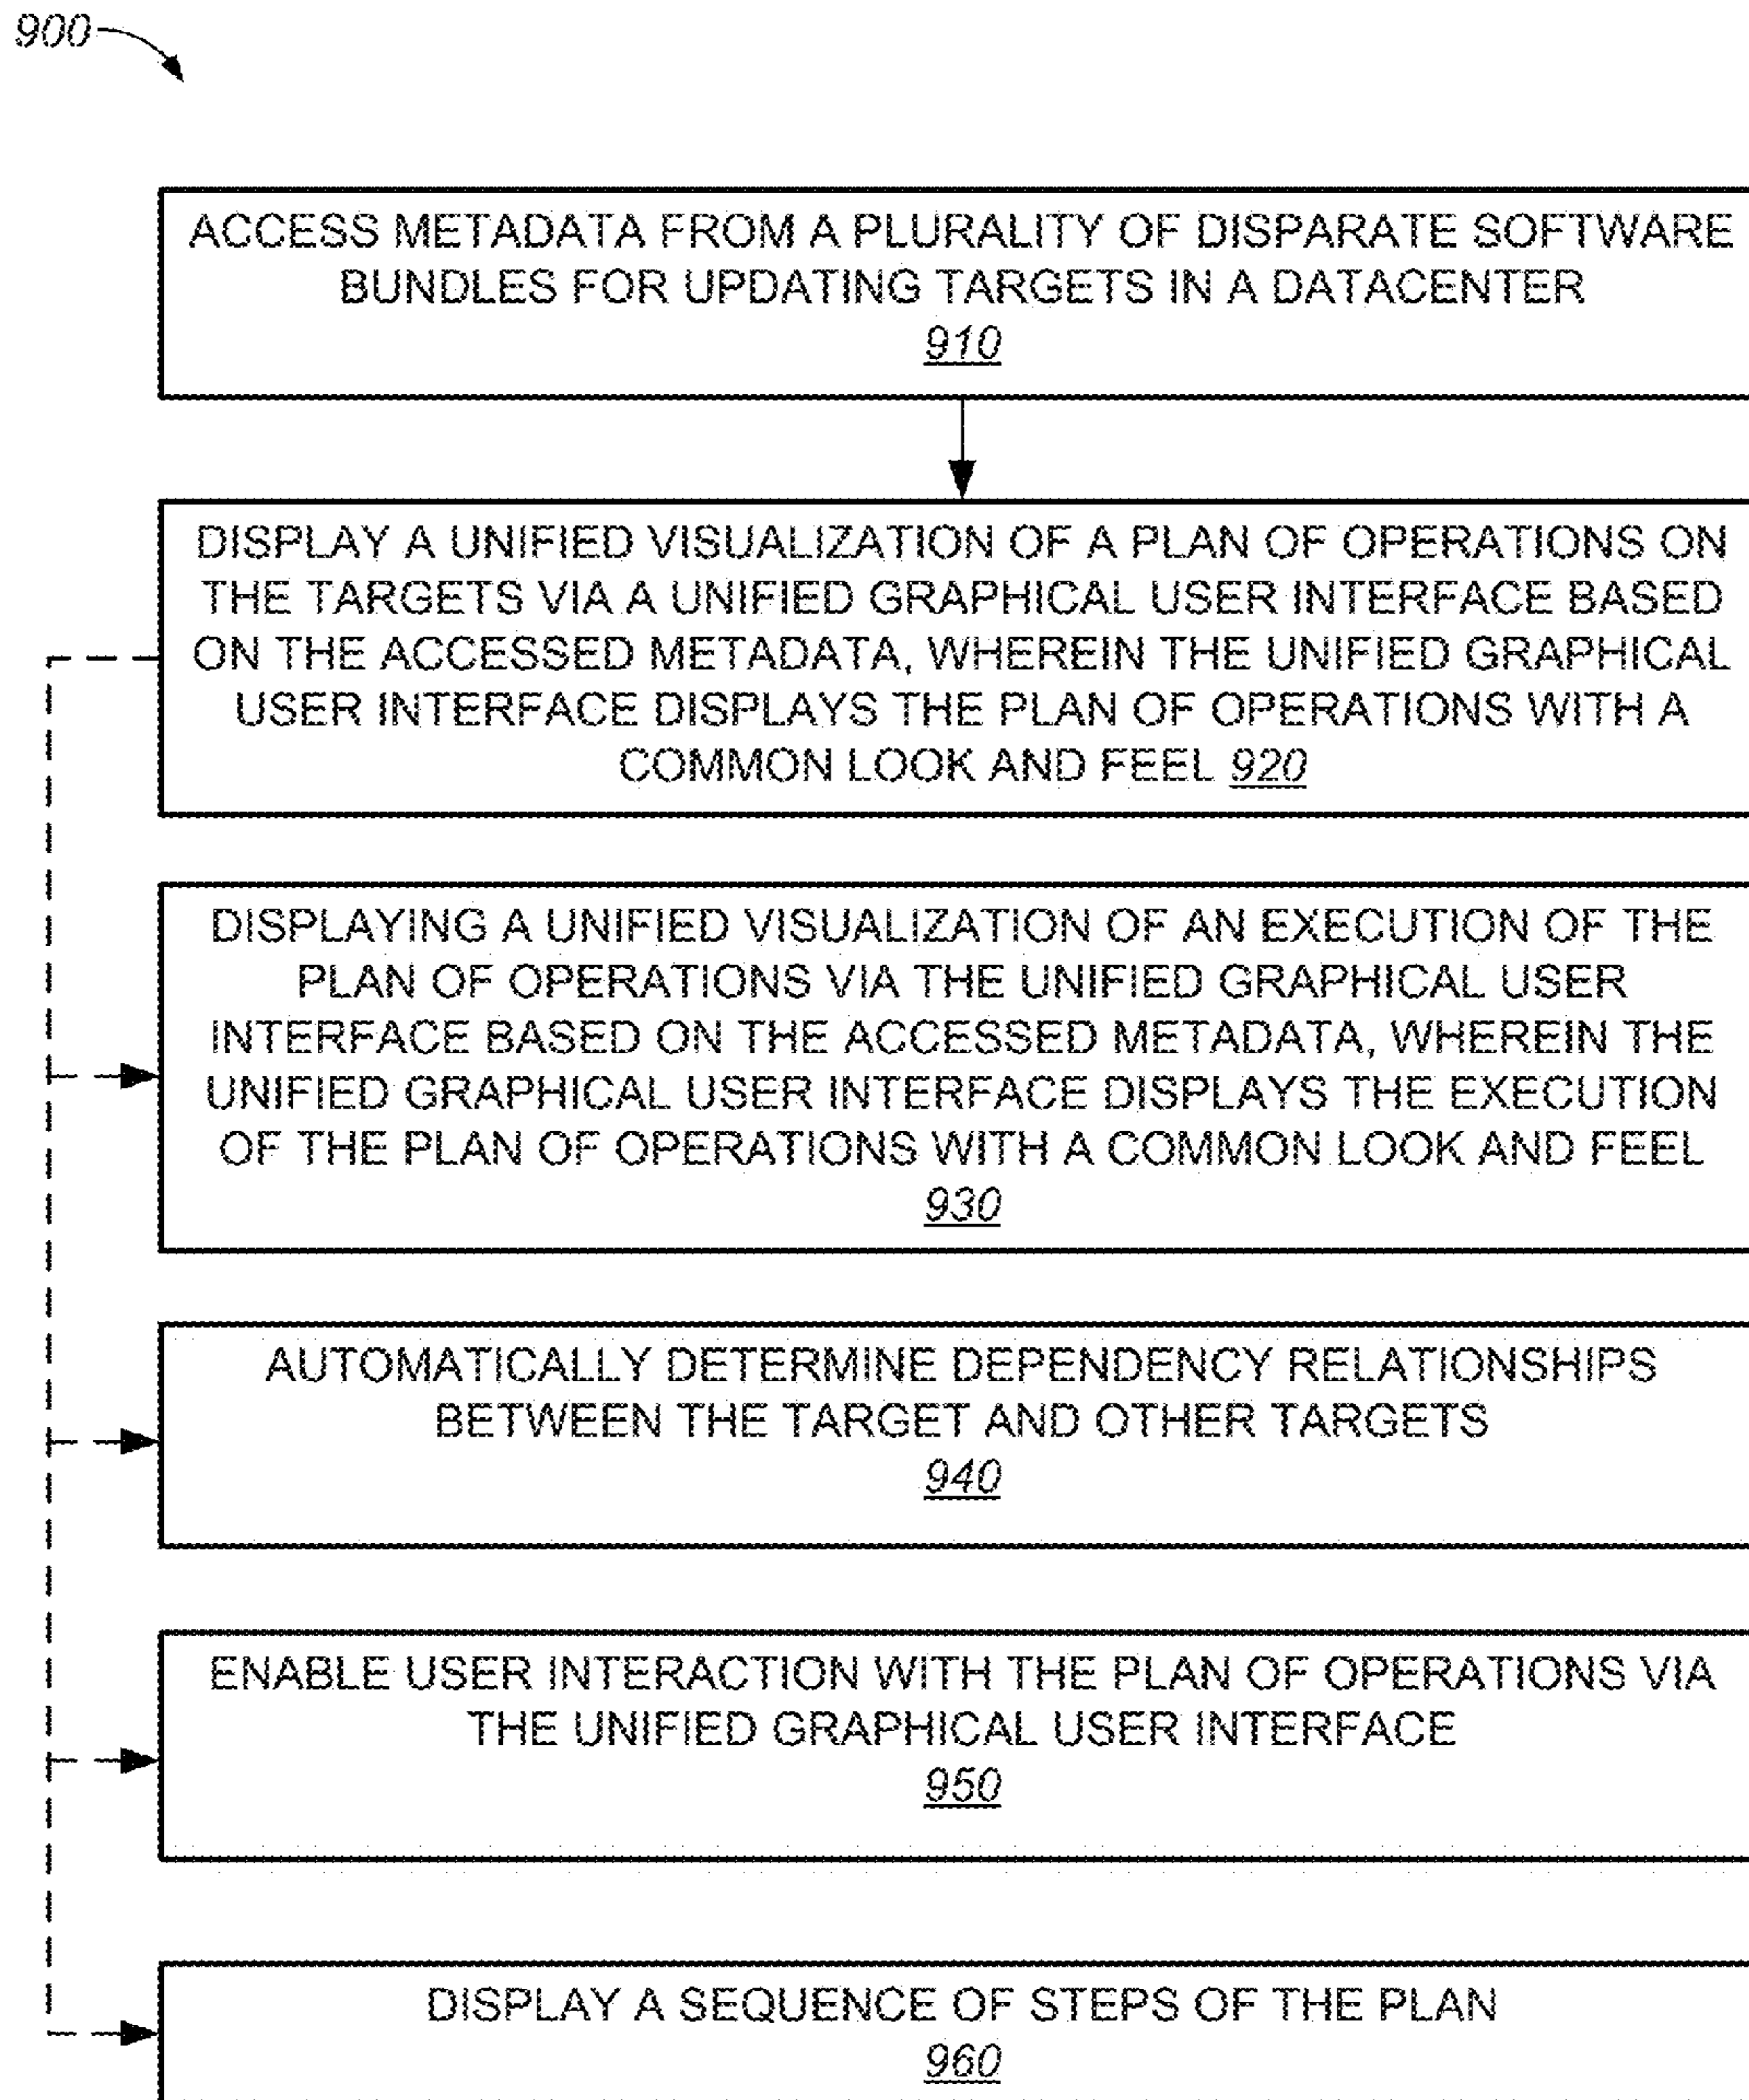 900
ACCESS METADATA FROM A PLURALITY OF DISPARATE SOFTWARE
BUNDLES FOR UPDATING TARGETS IN A DATACENTER
910
DISPLAY A UNIFIED VISUALIZATION OF A PLAN OF OPERATIONS ON
THE TARGETS VIA A UNIFIED GRAPHICAL USER INTERFACE BASED
ON THE ACCESSED METADATA, WHEREIN THE UNIFIED GRAPHICAL
USER INTERFACE DISPLAYS THE PLAN OF OPERATIONS WITH A
COMMON LOOK AND FEEL 920
DISPLAYING A UNIFIED VISUALIZATION OF AN EXECUTION OF THE
PLAN OF OPERATIONS VIA THE UNIFIED GRAPHICAL USER
INTERFACE BASED ON THE ACCESSED METADATA, WHEREIN THE
UNIFIED GRAPHICAL USER INTERFACE DISPLAYS THE EXECUTION
OF THE PLAN OF OPERATIONS WITH A COMMON LOOK AND FEEL
930
AUTOMATICALLY DETERMINE DEPENDENCY RELATIONSHIPS
BETWEEN THE TARGET AND OTHER TARGETS
940
ENABLE USER INTERACTION WITH THE PLAN OF OPERATIONS VIA
THE UNIFIED GRAPHICAL USER INTERFACE
950
DISPLAY A SEQUENCE OF STEPS OF THE PLAN
960